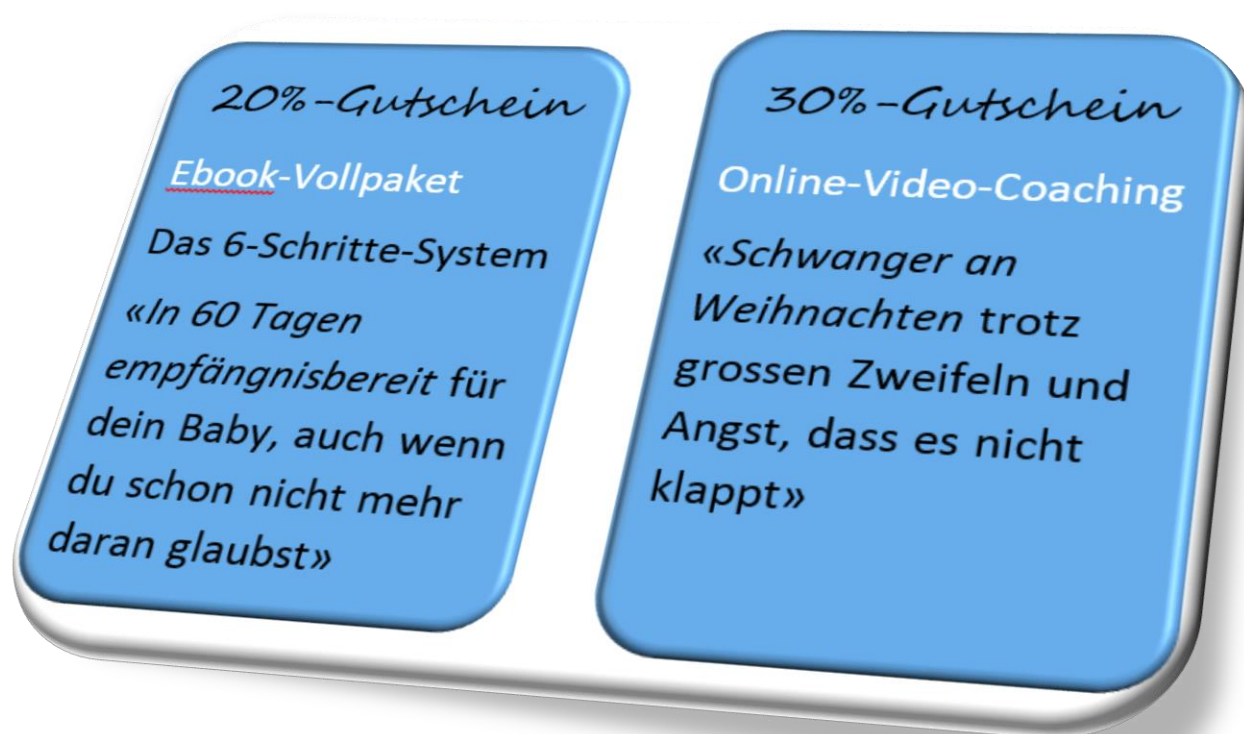 20%-Gutschein
Ebook-Vollpaket
Das 6-Schritte-System
«In 60 Tagen
empfängnisbereit für
dein Baby, auch wenn
du schon nicht mehr
daran glaubst»
30%-Gutschein
Online-Video-Coaching
«Schwanger an
Weihnachten trotz
grossen Zweifeln und
Angst, dass es nicht
klappt»